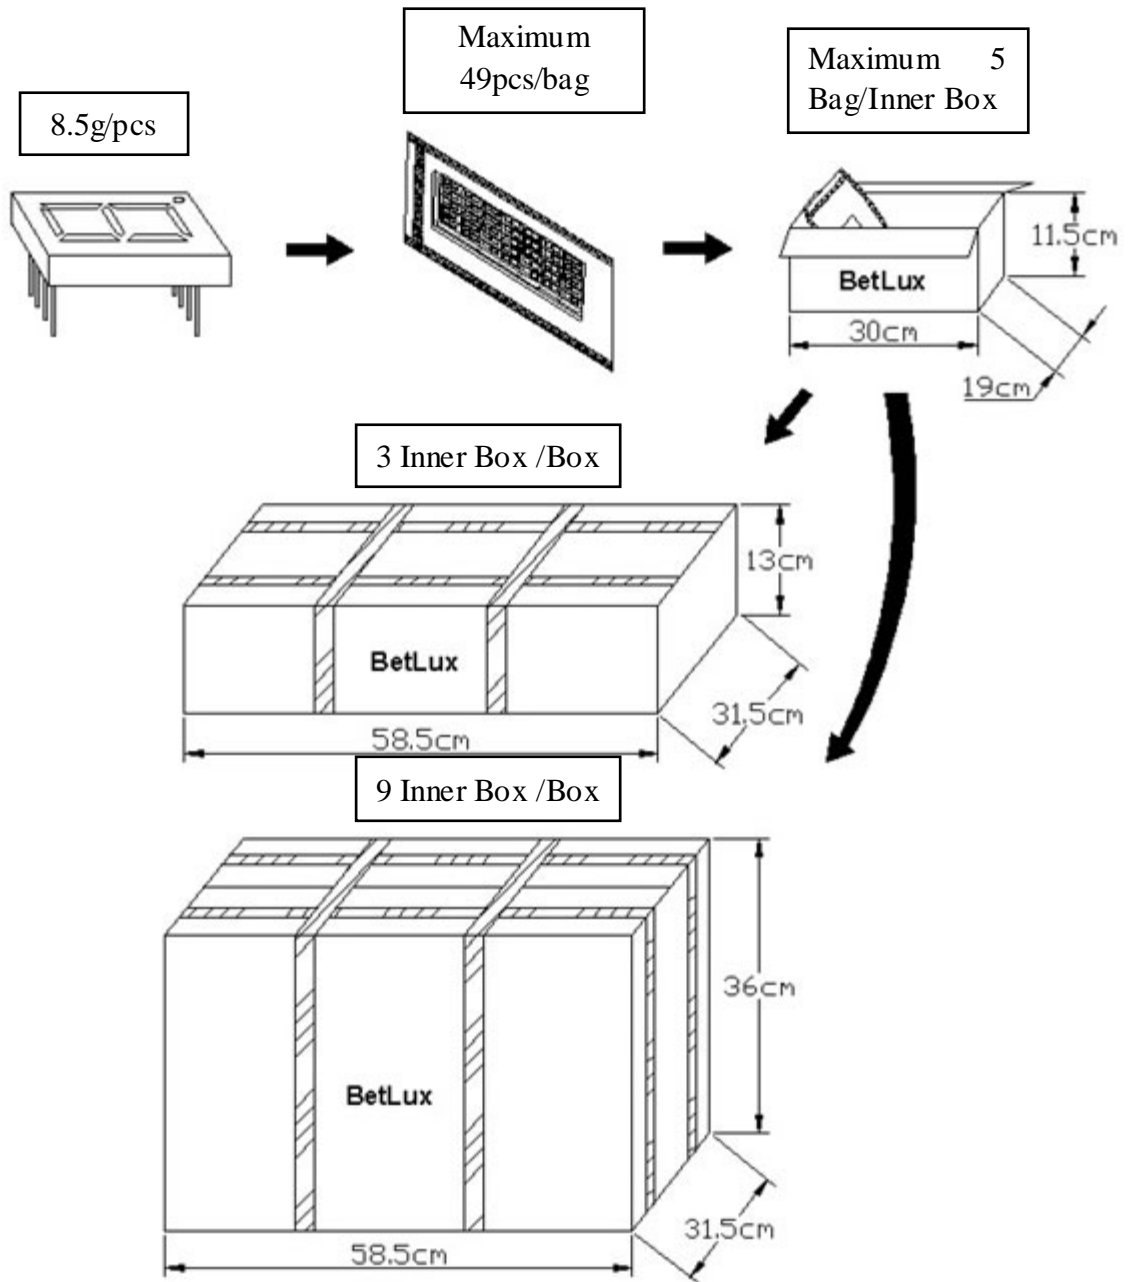 Maximum
49pcs/bag
Maximum 5
Bag/Inner Box
8.5g/pcs
11.5cm
BetLux
30cm
19cm
3 Inner Box /Box
13cm
BetLux
31.5cm
58.5cm
9 Inner Box /Box
36cm
BetLux
31.5cm
58.5cm